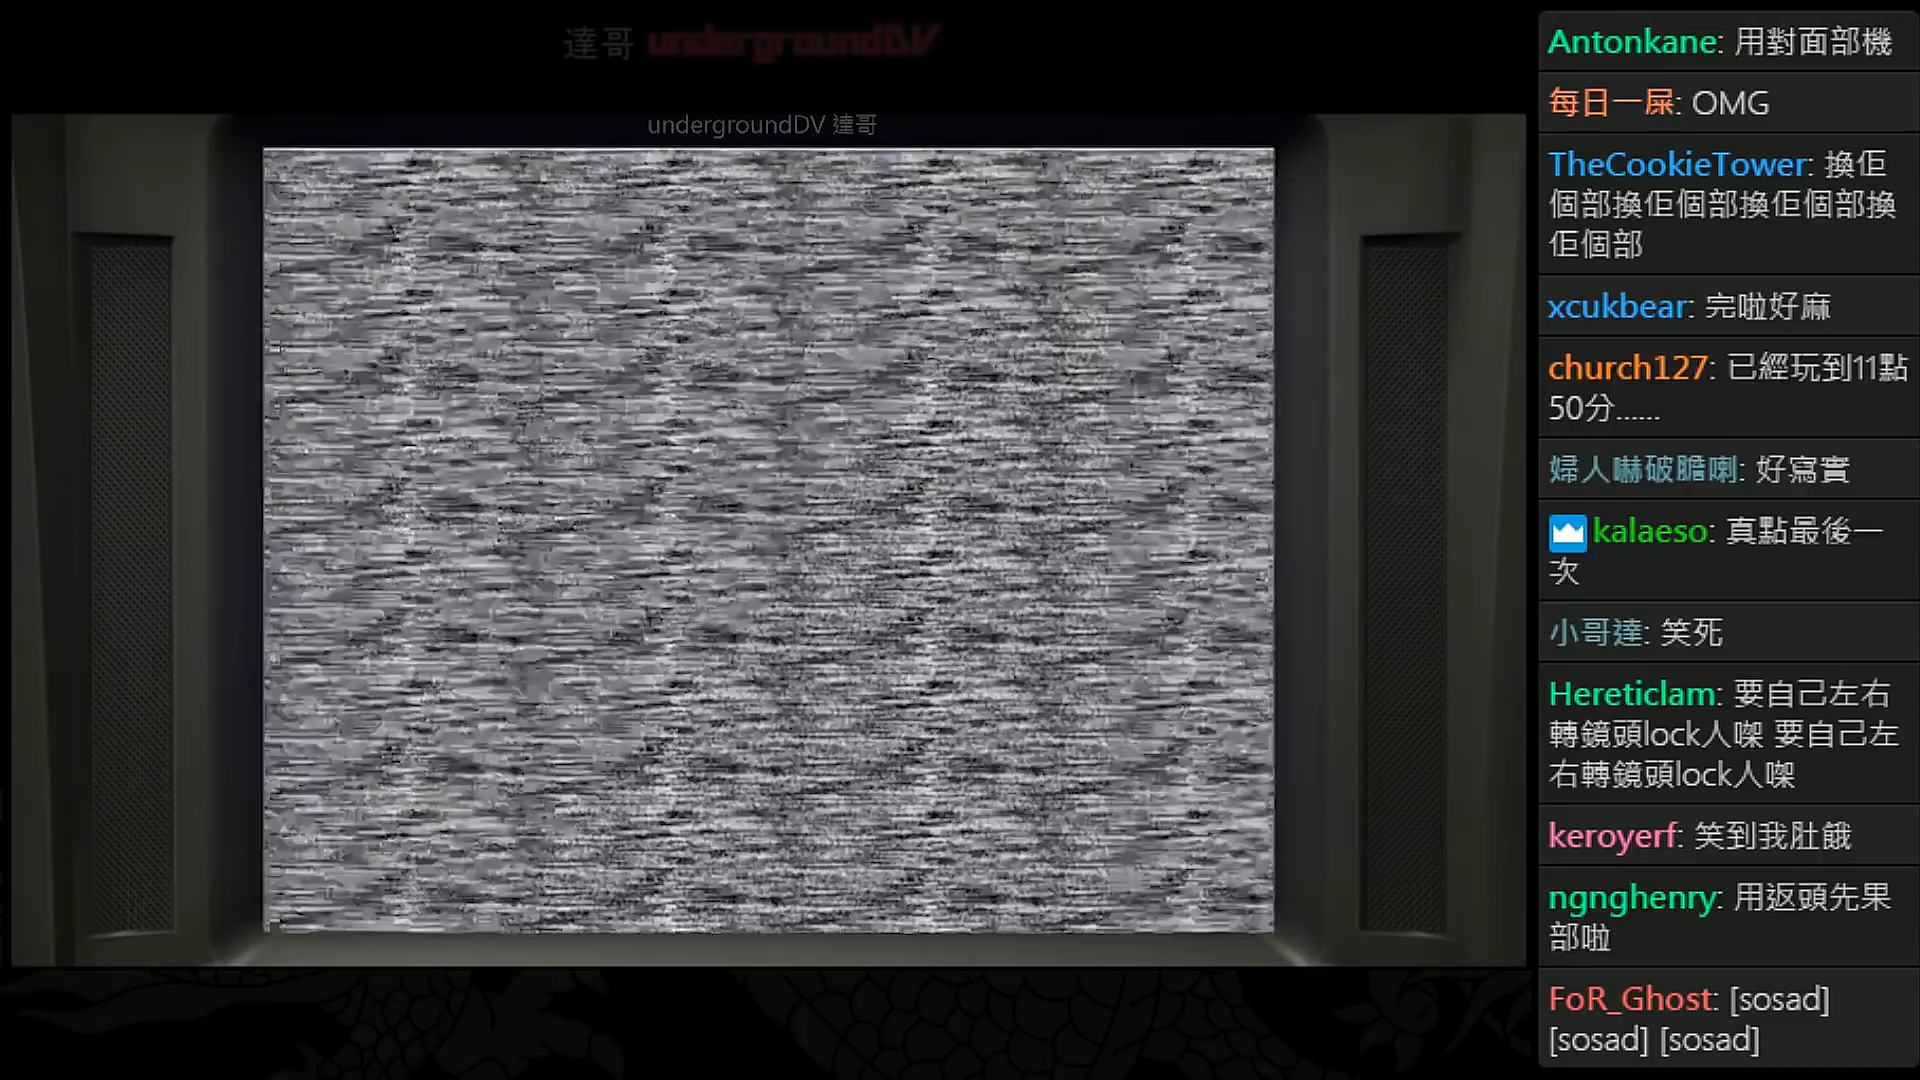 達哥 undergroundDV
undergroundDV 達哥
Antonkane: 用對面部機
每日一屎: OMG
TheCookieTower: 換佢
個部換佢個部換佢個部換
佢個部
xcukbear: 完啦好麻
church127: 已經玩到11點
50分......
婦人嚇破膽喇: 好寫實
kalaeso: 真點最後一
次
小哥達: 笑死
Hereticlam: 要自己左右
轉鏡頭lock人㗎 要自己左
右轉鏡頭lock人㗎
keroyerf: 笑到我肚餓
ngnghenry: 用返頭先果
部啦
FoR_Ghost: [sosad]
[sosad] [sosad]